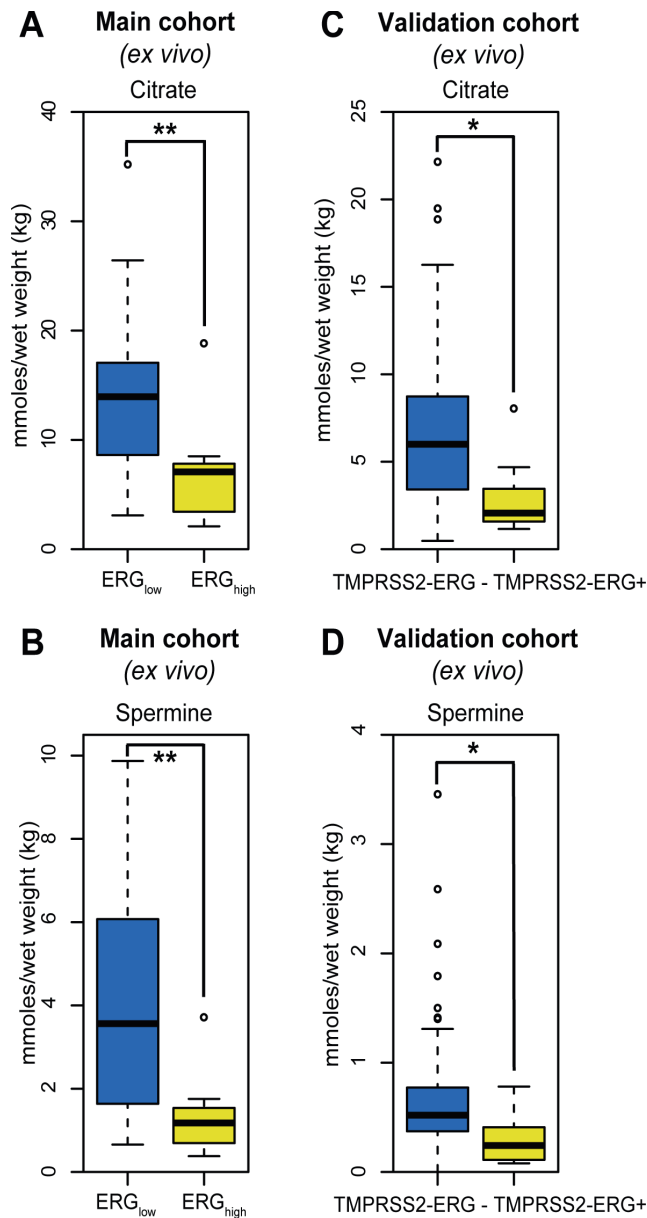 A Main cohort
(ex vivo)
Citrate
**
mmoles/wet weight (kg)
40
30
20
10
0
ERGlow ERGhigh
C Validation cohort
(ex vivo)
Citrate
*
mmoles/wet weight (kg)
25
20
15
10
5
0
TMPRSS2-ERG - TMPRSS2-ERG+
B Main cohort
(ex vivo)
Spermine
**
mmoles/wet weight (kg)
10
8
6
4
2
0
ERGlow ERGhigh
D Validation cohort
(ex vivo)
Spermine
*
mmoles/wet weight (kg)
4
3
2
1
0
TMPRSS2-ERG - TMPRSS2-ERG+